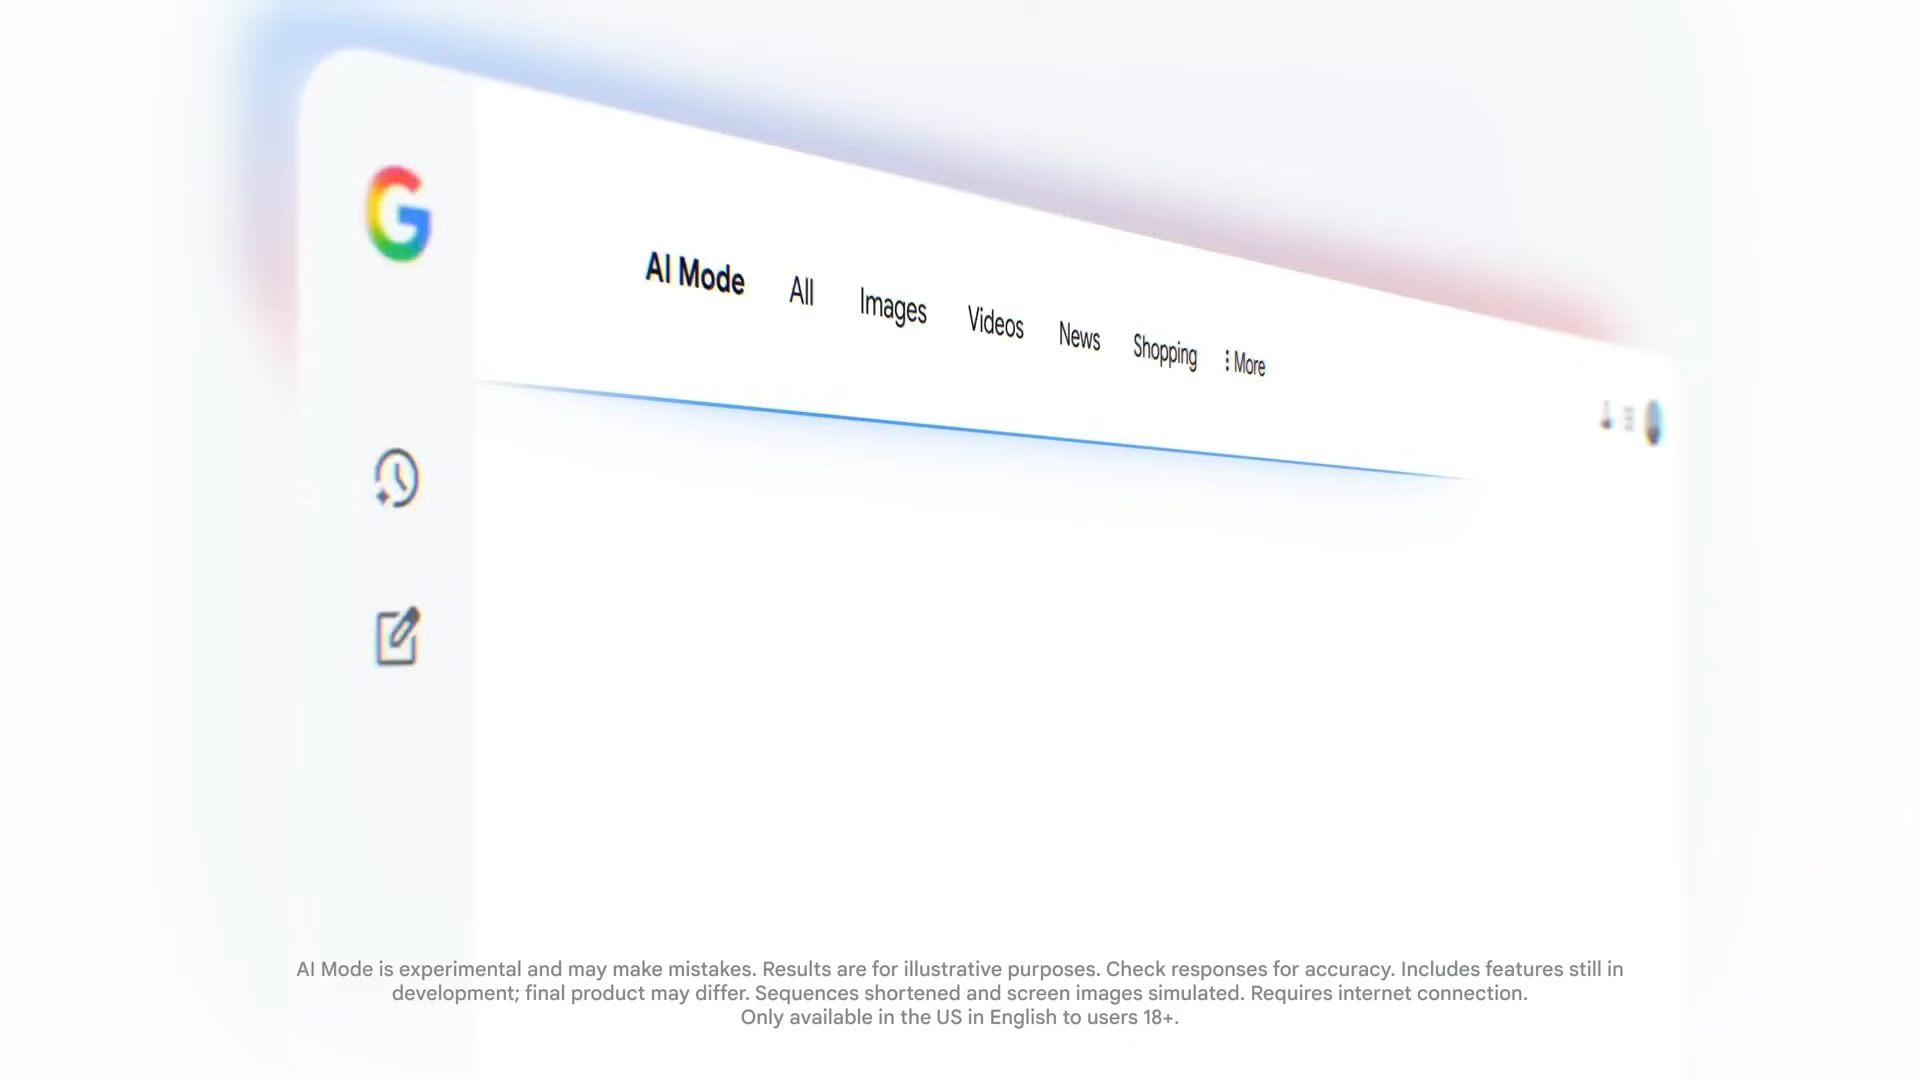 AI Mode All Images Videos News Shopping More
AI Mode is experimental and may make mistakes. Results are for illustrative purposes. Check responses for accuracy. Includes features still in
development; final product may differ. Sequences shortened and screen images simulated. Requires internet connection.
Only available in the US in English to users 18+.